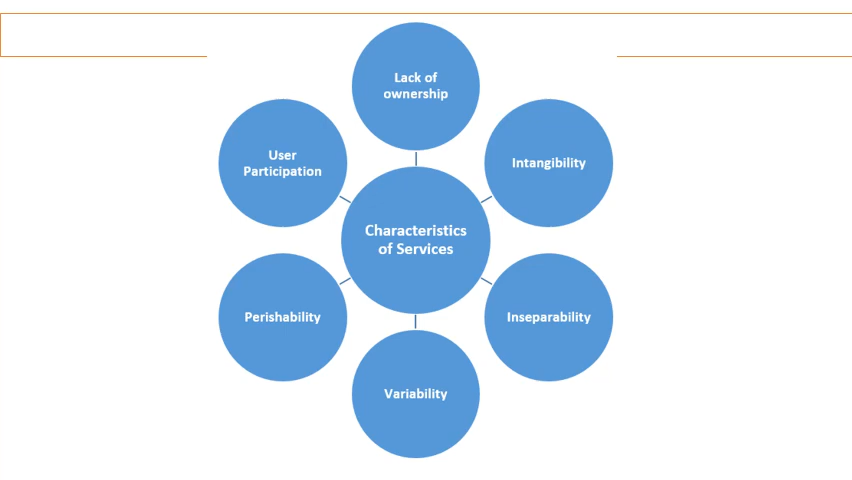 Lack of
ownership
User
Participation
Intangibility
Characteristics
of Services
Perishability
Inseparability
Variability